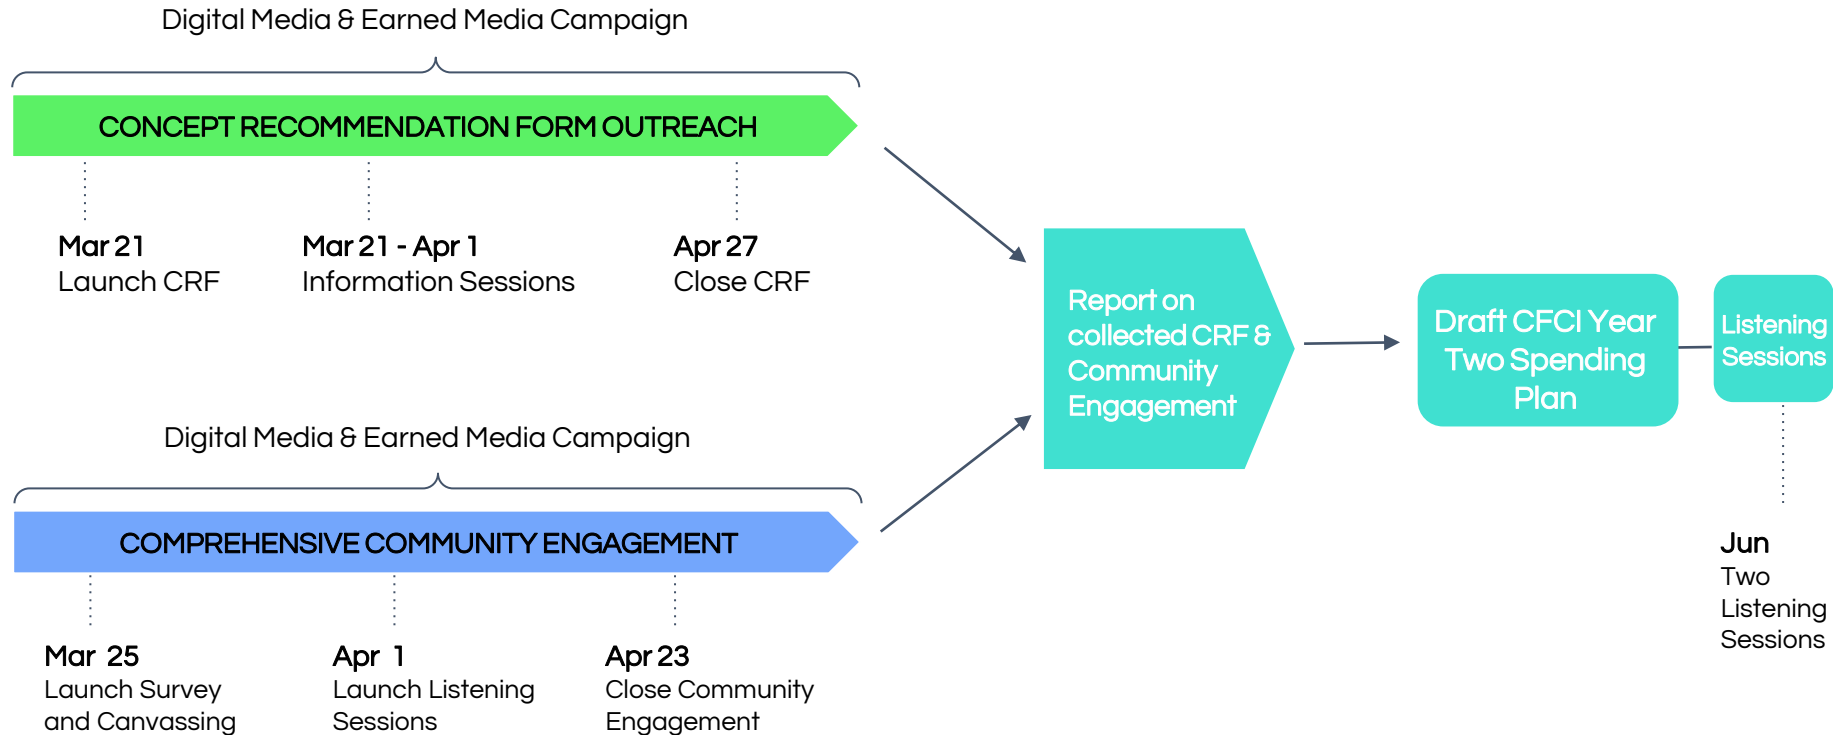 Digital Media & Earned Media Campaign
CONCEPT RECOMMENDATION FORM OUTREACH
Mar 21
Launch CRF
Mar 21 - Apr 1
Information Sessions
Apr 27
Close CRF
Digital Media & Earned Media Campaign
COMPREHENSIVE COMMUNITY ENGAGEMENT
Mar 25
Launch Survey
and Canvassing
Apr 1
Launch Listening
Sessions
Apr 23
Close Community
Engagement
Report on
collected CRF &
Community
Engagement
Draft CFCI Year
Two Spending
Plan
Listening
Sessions
Jun
Two
Listening
Sessions